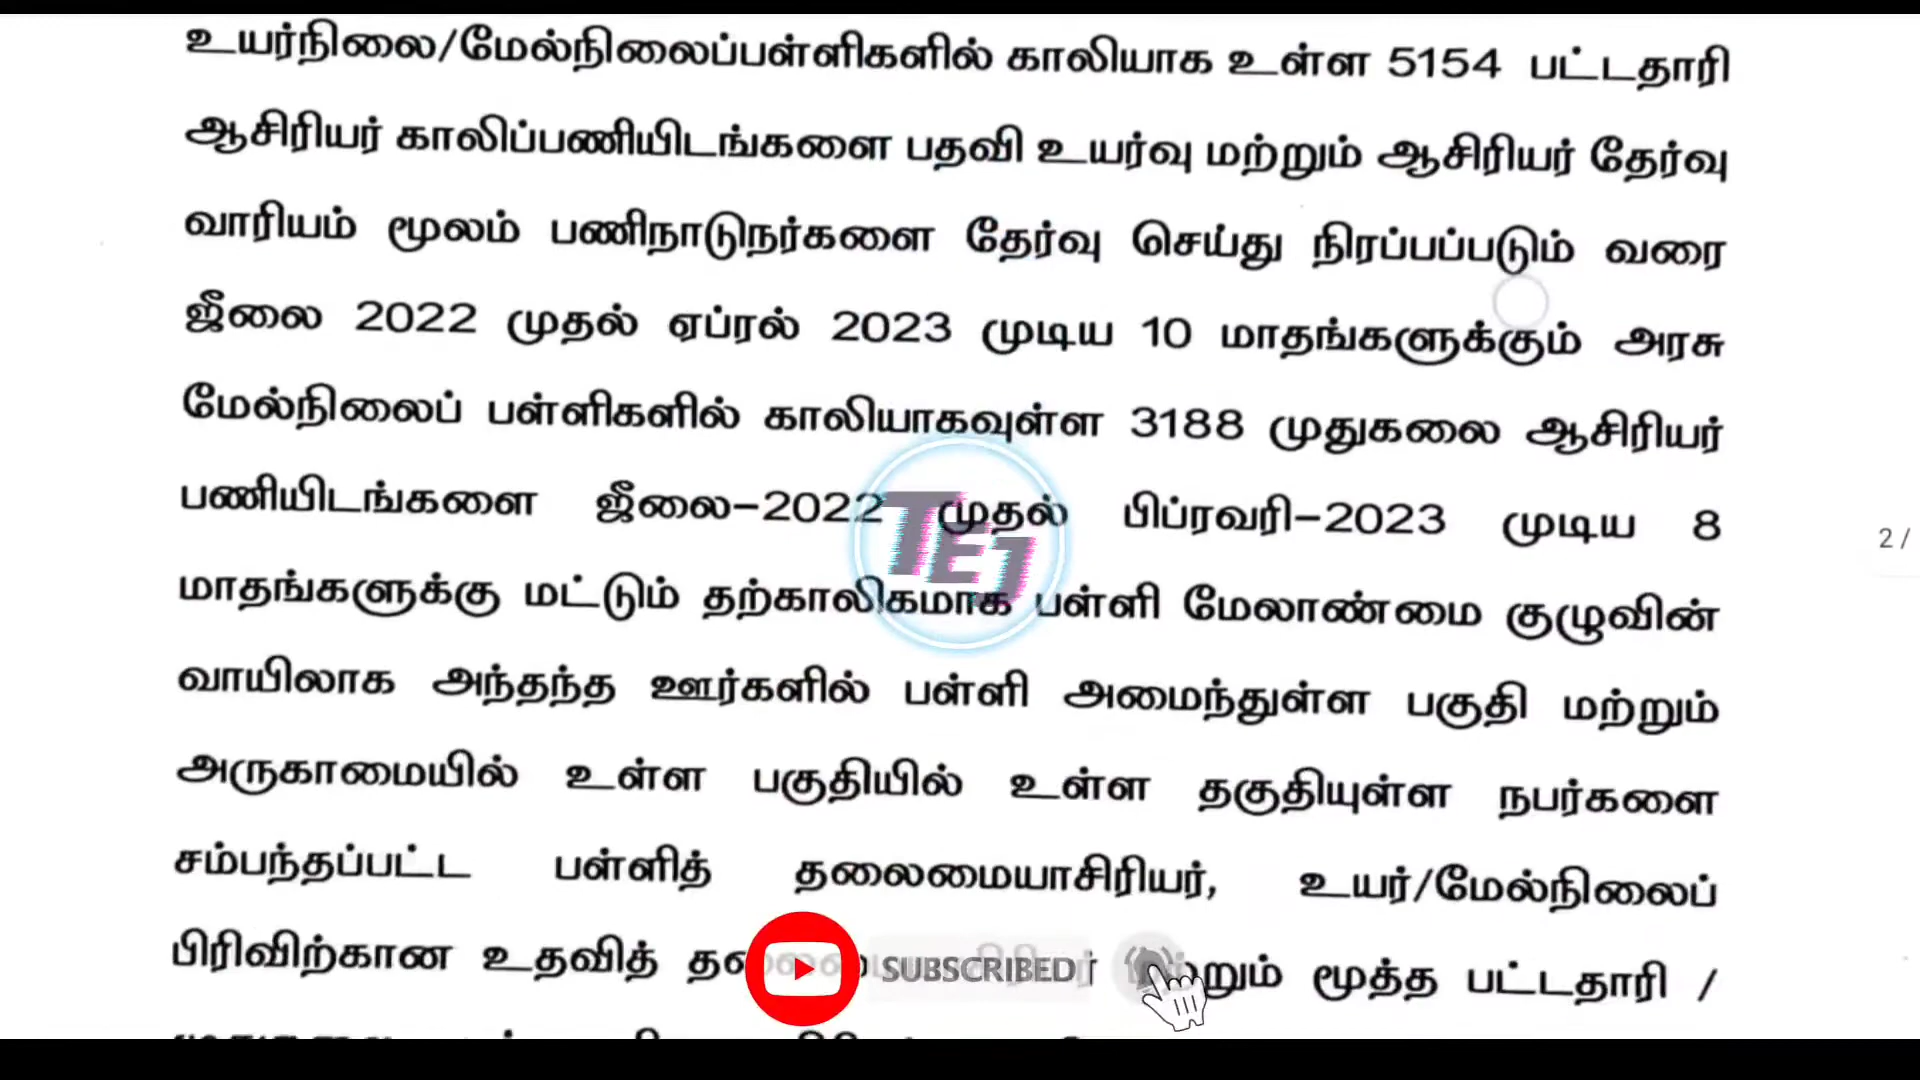 உயர்நிலை/மேல்நிலைப்பள்ளிகளில் காலியாக உள்ள 5154 பட்டதாரி
ஆசிரியர் காலிப்பணியிடங்களை பதவி உயர்வு மற்றும் ஆசிரியர் தேர்வு
வாரியம் மூலம் பணிநாடுநர்களை தேர்வு செய்து நிரப்பப்படும் வரை
ஜீலை 2022 முதல் ஏப்ரல் 2023 முடிய 10 மாதங்களுக்கும் அரசு
மேல்நிலைப் பள்ளிகளில் காலியாகவுள்ள 3188 முதுகலை ஆசிரியர்
பணியிடங்களை ஜீலை-2022 முதல் பிப்ரவரி-2023 முடிய 8
2 /
TEJ
மாதங்களுக்கு மட்டும் தற்காலிகமாக பள்ளி மேலாண்மை குழுவின்
வாயிலாக அந்தந்த ஊர்களில் பள்ளி அமைந்துள்ள பகுதி மற்றும்
அருகாமையில் உள்ள பகுதியில் உள்ள தகுதியுள்ள நபர்களை
சம்பந்தப்பட்ட பள்ளித் தலைமையாசிரியர், உயர்/மேல்நிலைப்
பிரிவிற்கான உதவித் மூத்த பட்டதாரி /
SUBSCRIBED